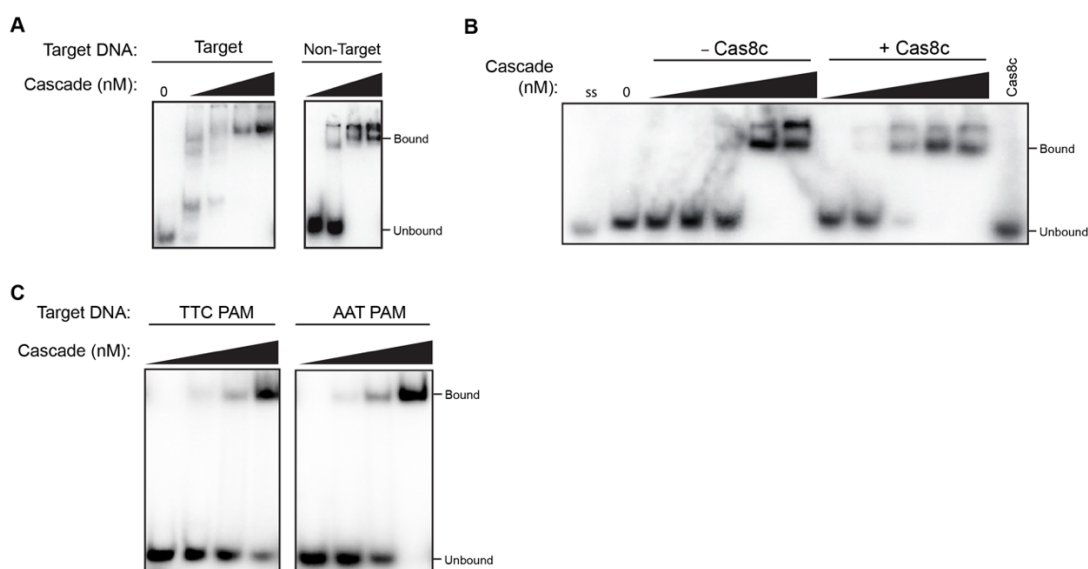 A
Target DNA: Target Non-Target
Cascade (nM):
0
Bound
Unbound
B
– Cas8c + Cas8c
Cascade
(nM):
ss 0 Cas8c
Bound
Unbound
C
Target DNA: TTC PAM AAT PAM
Cascade (nM):
Bound
Unbound